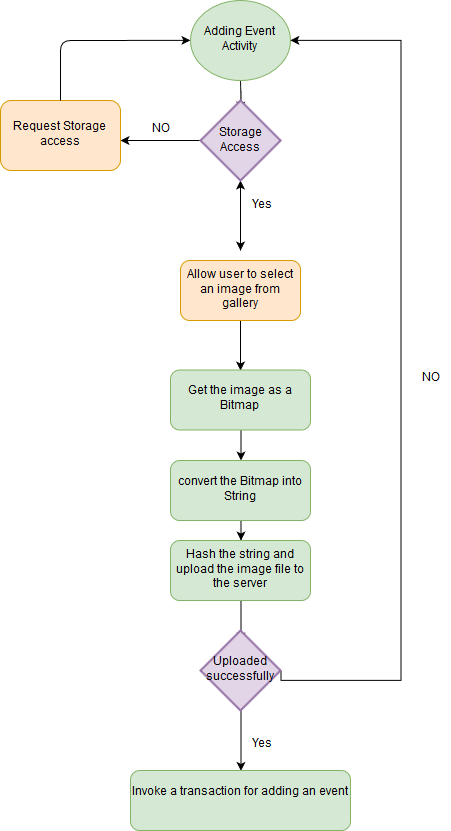 Adding Event
Activity
Request Storage
access
NO
Storage
Access
Yes
Allow user to select
an image from
gallery
NO
Get the image as a
Bitmap
convert the Bitmap into
String
Hash the string and
upload the image file to
the server
Uploaded
successfully
Yes
Invoke a transaction for adding an event